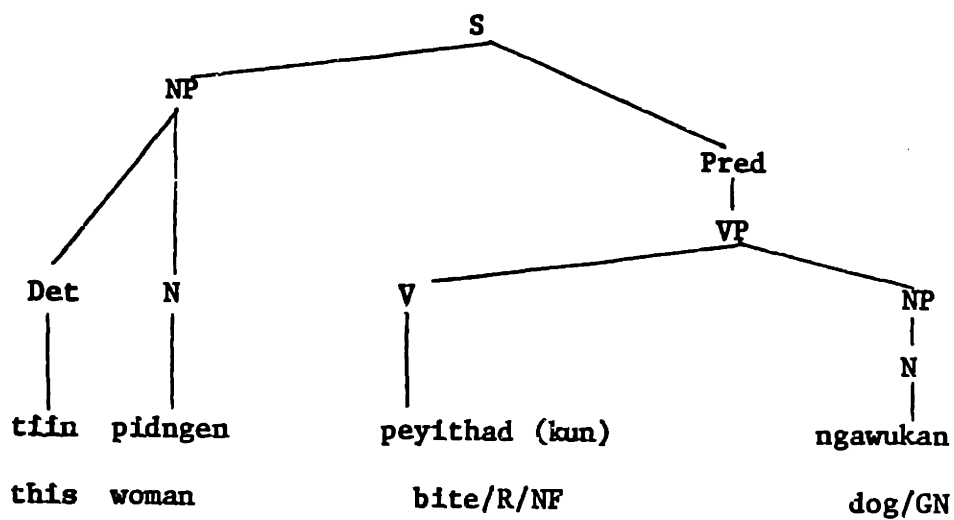 S
NP
Pred
VP
Det N V NP
N
tiin pidngen peyithad (kun) ngawukan
this woman bite/R/NF dog/GN